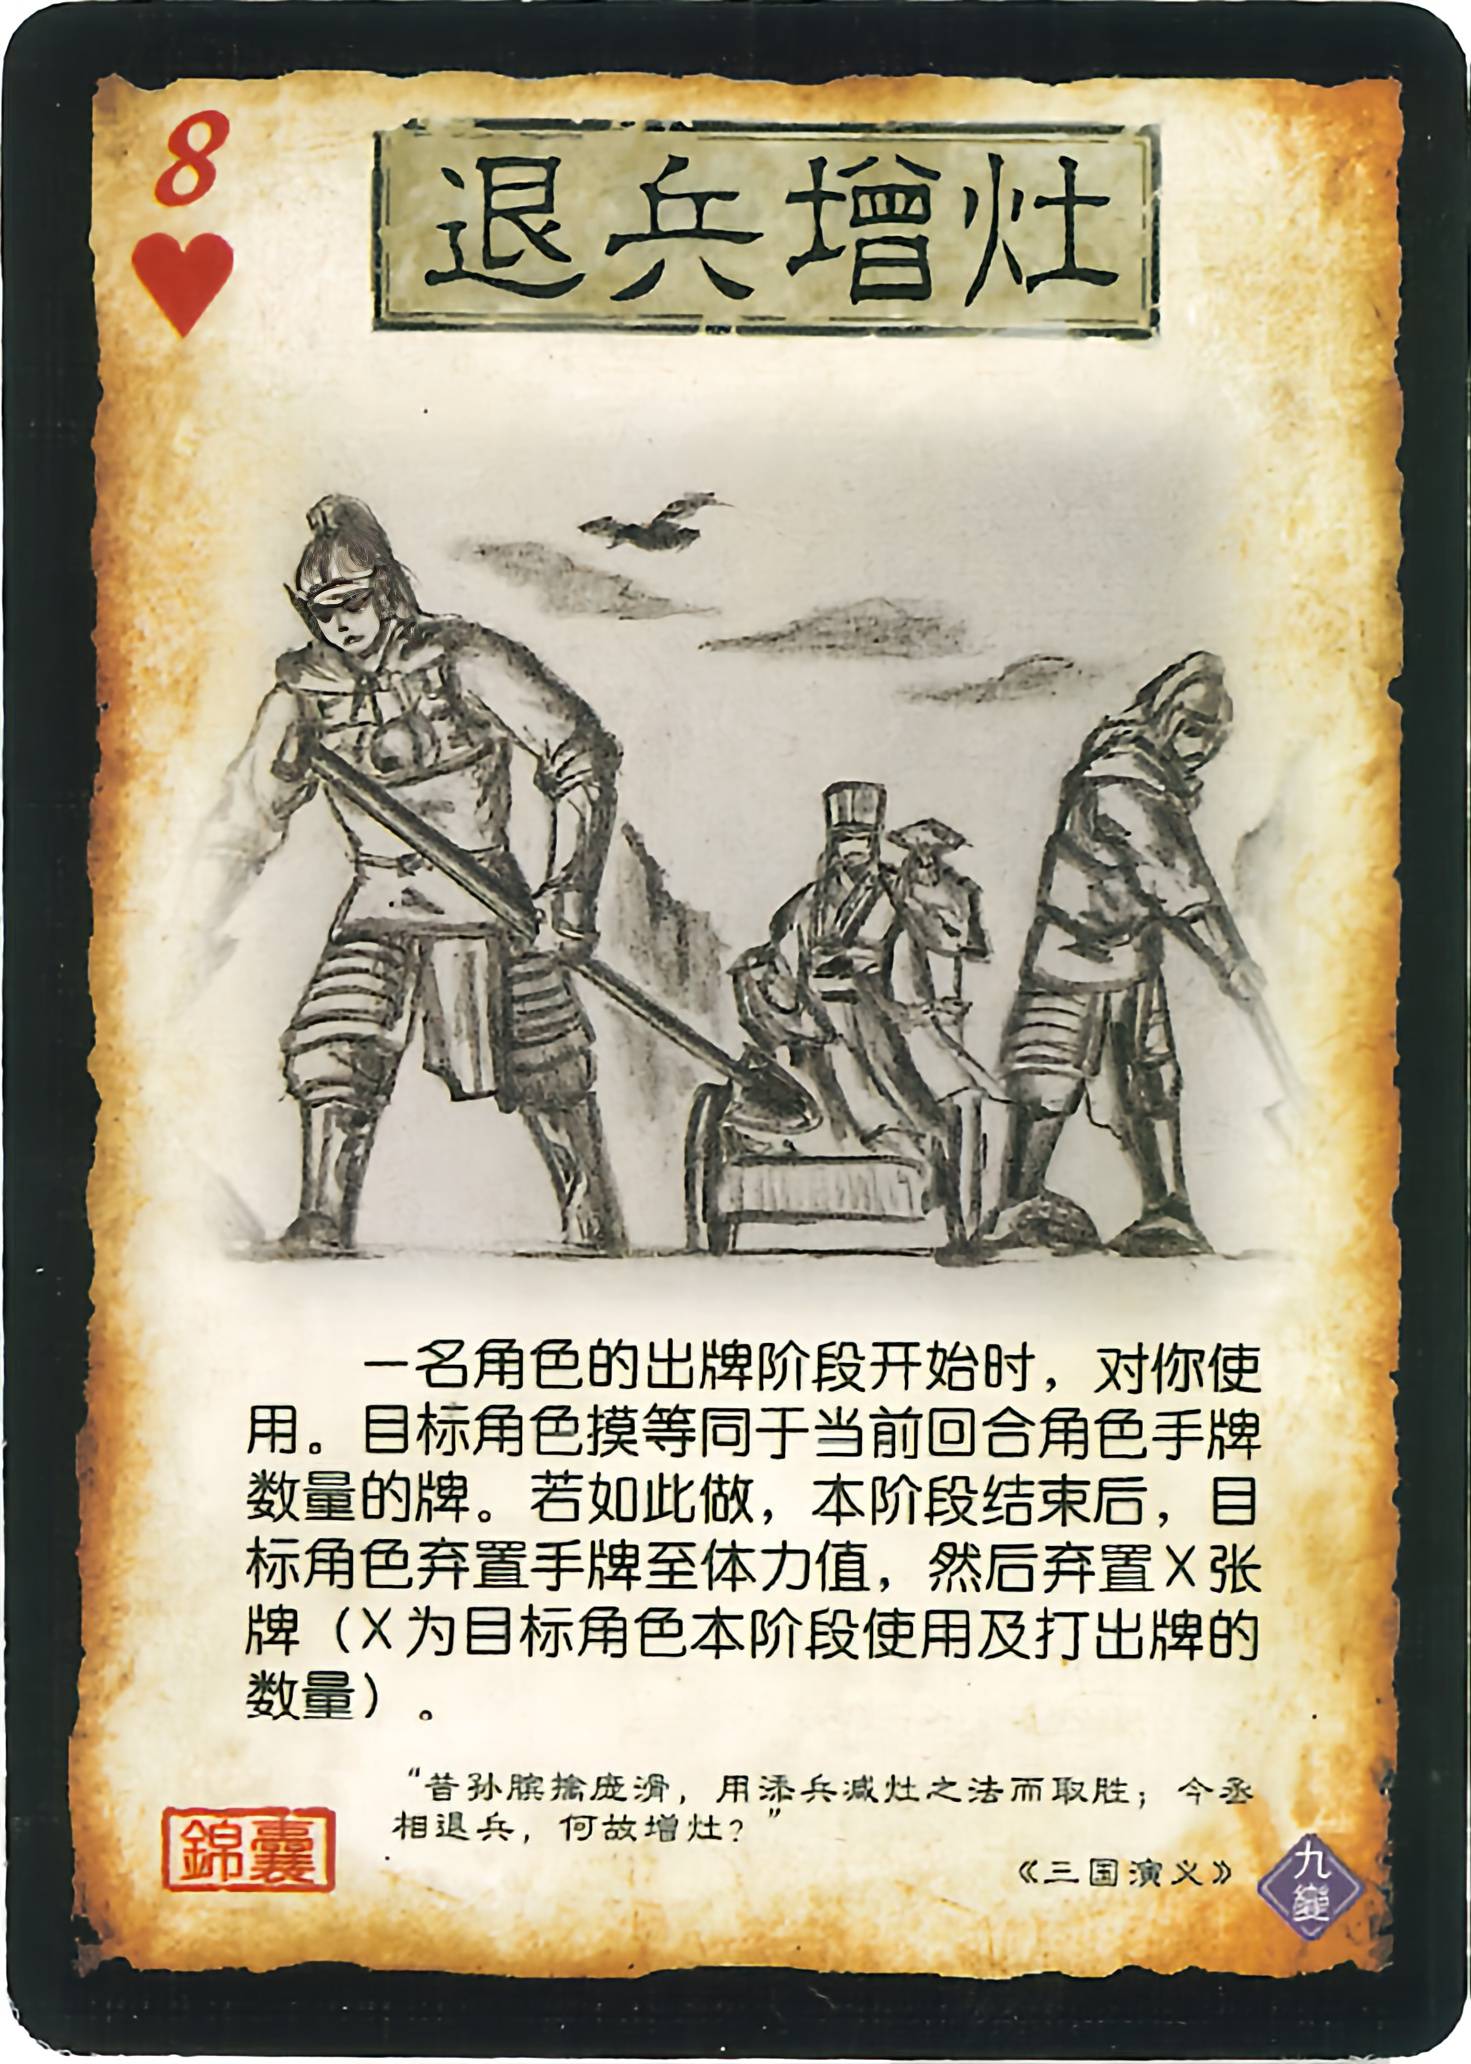 8
退兵增灶
一名角色的出牌阶段开始时，对你使
用。目标角色摸等同于当前回合角色手牌
数量的牌。若如此做，本阶段结束后，目
标角色弃置手牌至体力值，然后弃置X张
牌（X为目标角色本阶段使用及打出牌的
数量）。
“昔孙膑擒庞涓，用添兵减灶之法而取胜；今丞
相退兵，何故增灶？”
《三国演义》
錦囊
九
變